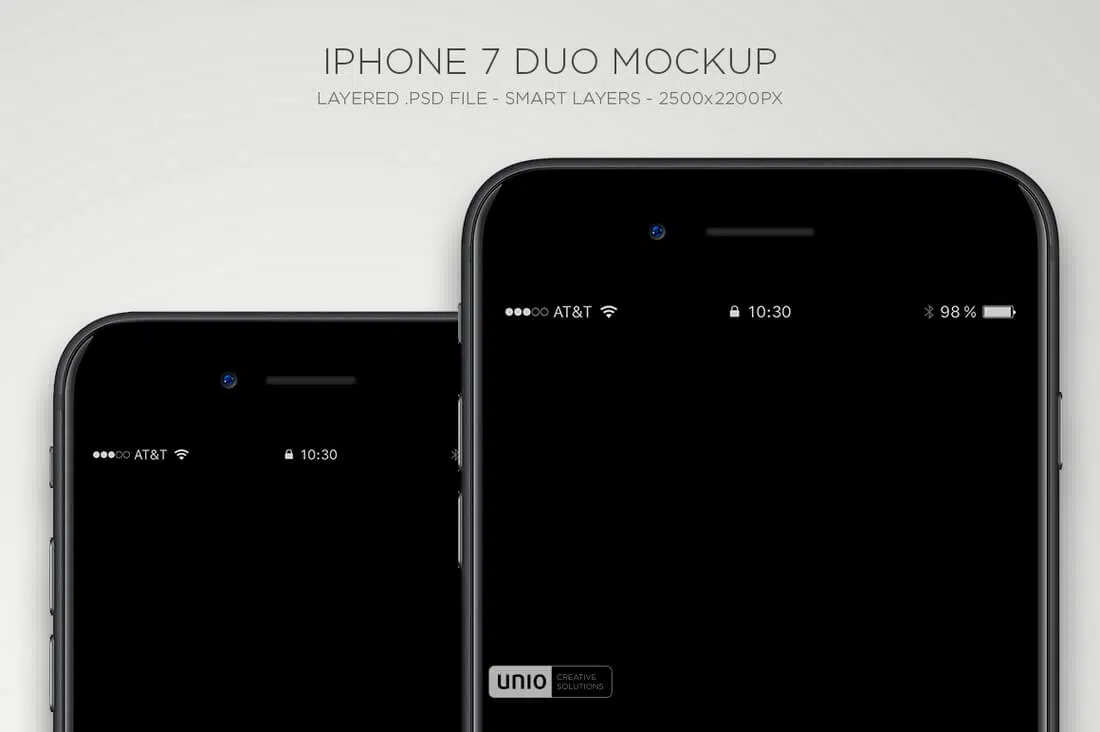 IPHONE 7 DUO MOCKUP
LAYERED .PSD FILE - SMART LAYERS - 2500x2200PX
AT&T 10:30 98 %
AT&T 10:30
UNIO CREATIVE SOLUTIONS